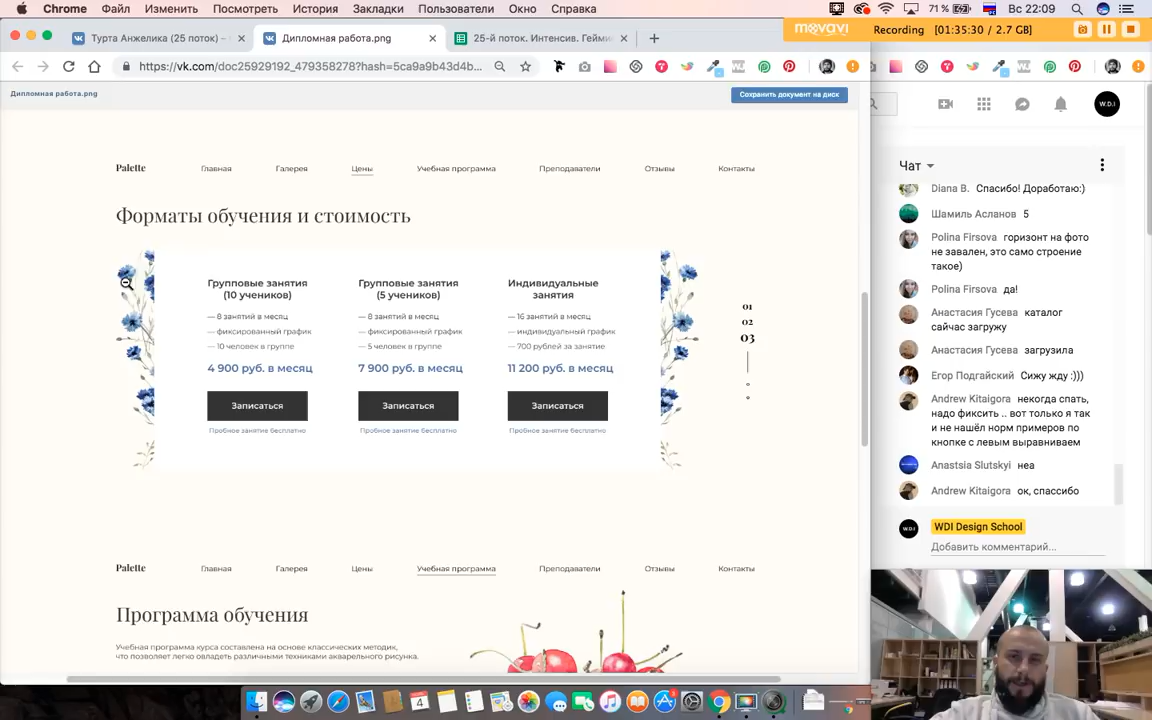 Chrome Файл Изменить Просмотреть История Закладки Пользователи Окно Справка
71 % Вс 22:09
Турта Анжелика (25 поток) –
Дипломная работа.png
25-й поток. Интенсив. Гейми
movavi Recording [01:35:30 / 2.7 GB]
https://vk.com/doc25929192_479358278?hash=5ca9a9b43d4b...
Дипломная работа.png
Сохранить документ на диск
Palette Главная Галерея Цены Учебная программа Преподаватели Отзывы Контакты
Форматы обучения и стоимость
Групповые занятия
(10 учеников)
— 8 занятий в месяц
— фиксированный график
— 10 человек в группе
4 900 руб. в месяц
Записаться
Пробное занятие бесплатно
Групповые занятия
(5 учеников)
— 8 занятий в месяц
— фиксированный график
— 5 человек в группе
7 900 руб. в месяц
Записаться
Пробное занятие бесплатно
Индивидуальные
занятия
— 16 занятий в месяц
— индивидуальный график
— 700 рублей за занятие
11 200 руб. в месяц
Записаться
Пробное занятие бесплатно
01
02
03
Palette Главная Галерея Цены Учебная программа Преподаватели Отзывы Контакты
Программа обучения
Учебная программа курса составлена на основе классических методик,
что позволяет легко овладеть различными техниками акварельного рисунка.
W.D.I
Чат
Diana B. Спасибо! Доработаю:)
Шамиль Асланов 5
Polina Firsova горизонт на фото
не завален, это само строение
такое)
Polina Firsova да!
Анастасия Гусева каталог
сайчас загружу
Анастасия Гусева загрузила
Егор Подгайский Сижу жду :)))
Andrew Kitaigora некогда спать,
надо фиксить .. вот только я так
и не нашёл норм примеров по
кнопке с левым выравниваем
Anastsia Slutskyi неа
Andrew Kitaigora ок, спассибо
W.D.I
WDI Design School
Добавить комментарий...